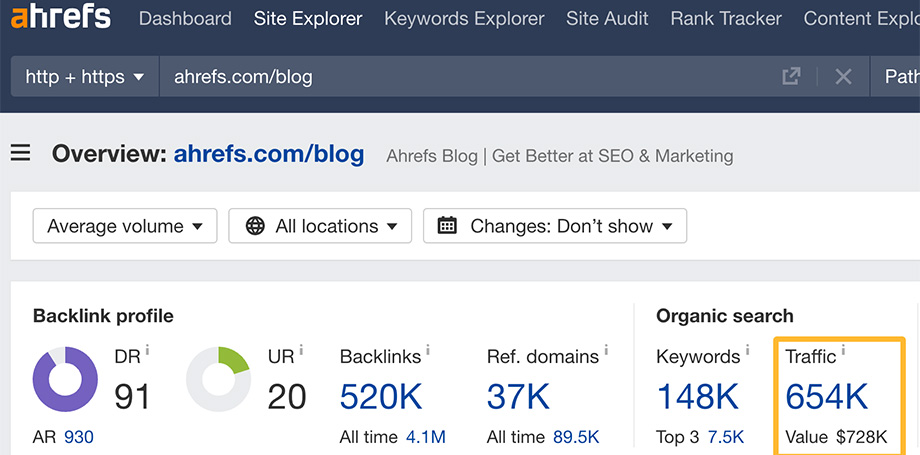 ahrefs Dashboard Site Explorer Keywords Explorer Site Audit Rank Tracker Content
http + https ahrefs.com/blog
Overview: ahrefs.com/blog Ahrefs Blog | Get Better at SEO & Marketing
Average volume All locations Changes: Don't show
Backlink profile Organic search
DR i UR i Backlinks i Ref. domains i Keywords i Traffic i
91 20 520K 37K 148K 654K
AR 930 All time 4.1M All time 89.5K Top 3 7.5K Value $728K